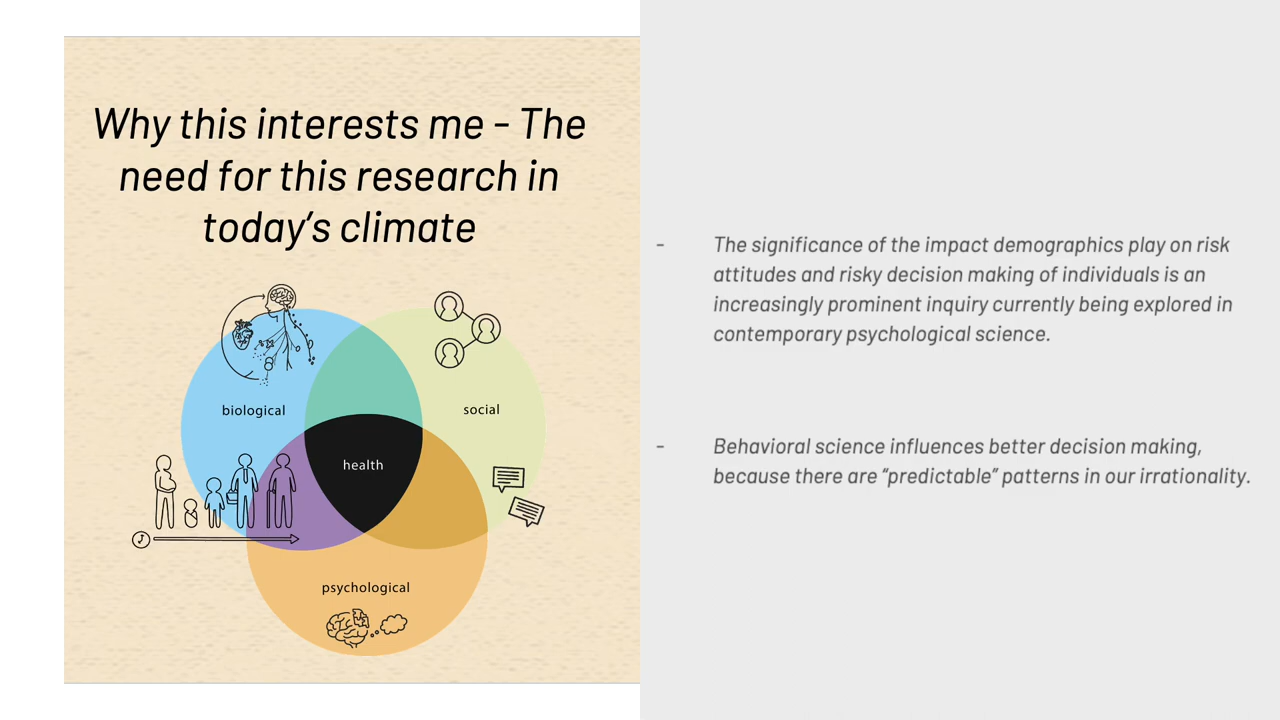 Why this interests me - The
need for this research in
today's climate
biological
social
health
psychological
- The significance of the impact demographics play on risk
attitudes and risky decision making of individuals is an
increasingly prominent inquiry currently being explored in
contemporary psychological science.
- Behavioral science influences better decision making,
because there are “predictable” patterns in our irrationality.